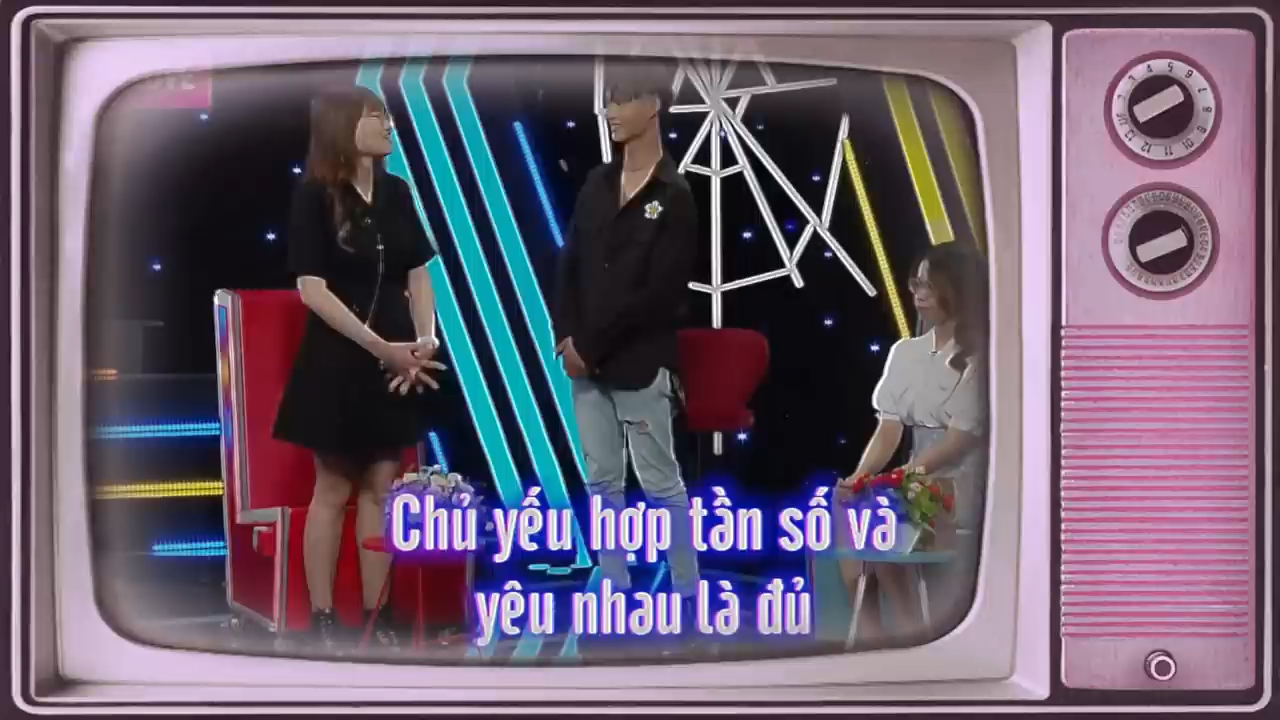 Chủ yếu hợp tần số và
yêu nhau là đủ